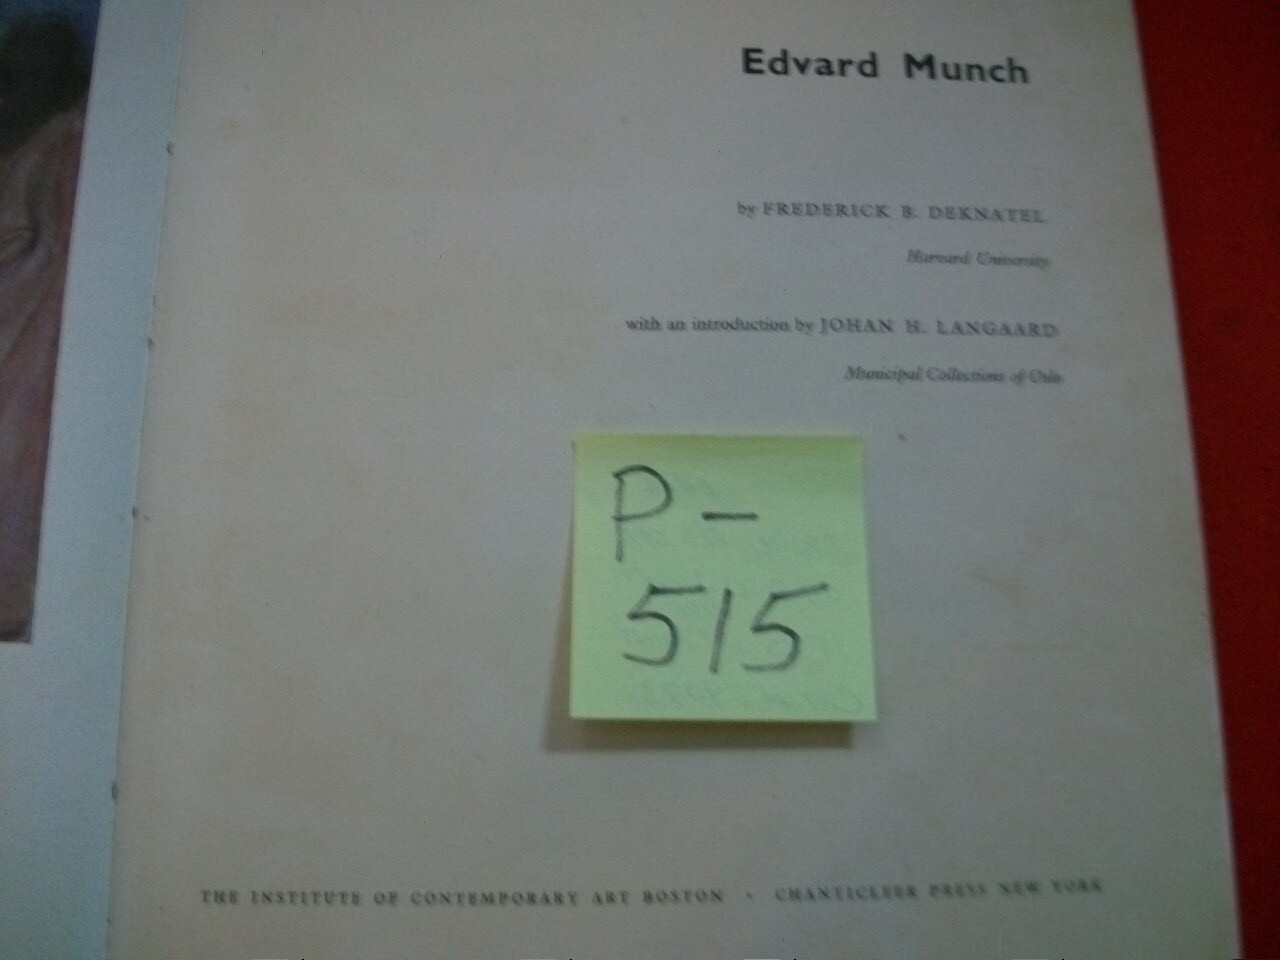 Edvard Munch
by FREDERICK B. DEKNATEL
Harvard University
with an introduction by JOHAN H. LANGAARD
Municipal Collections of Oslo
P-
515
THE INSTITUTE OF CONTEMPORARY ART BOSTON · CHANTICLEER PRESS NEW YORK